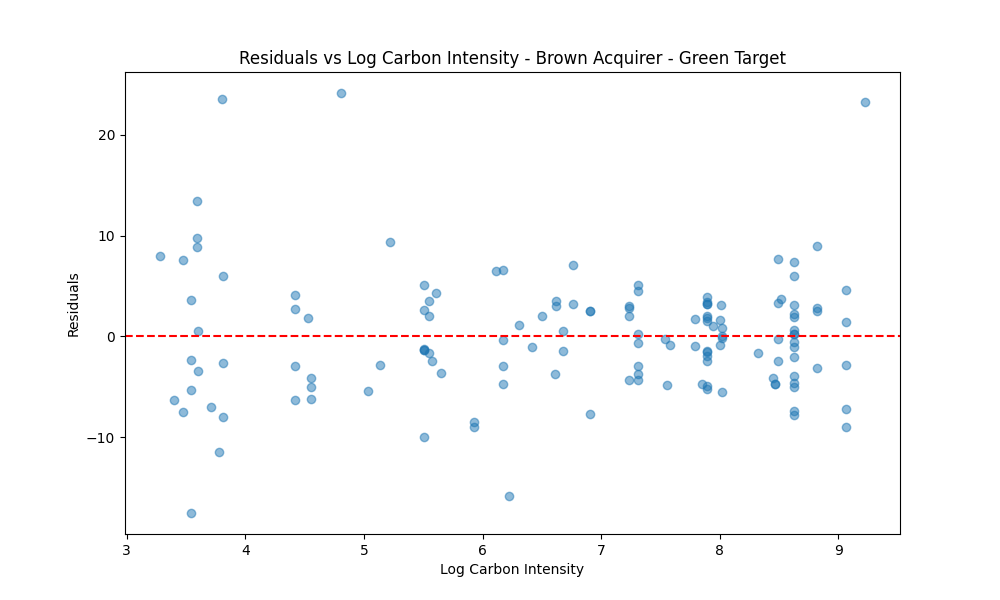 Residuals vs Log Carbon Intensity - Brown Acquirer - Green Target
Residuals
20
10
0
−10
3 4 5 6 7 8 9
Log Carbon Intensity